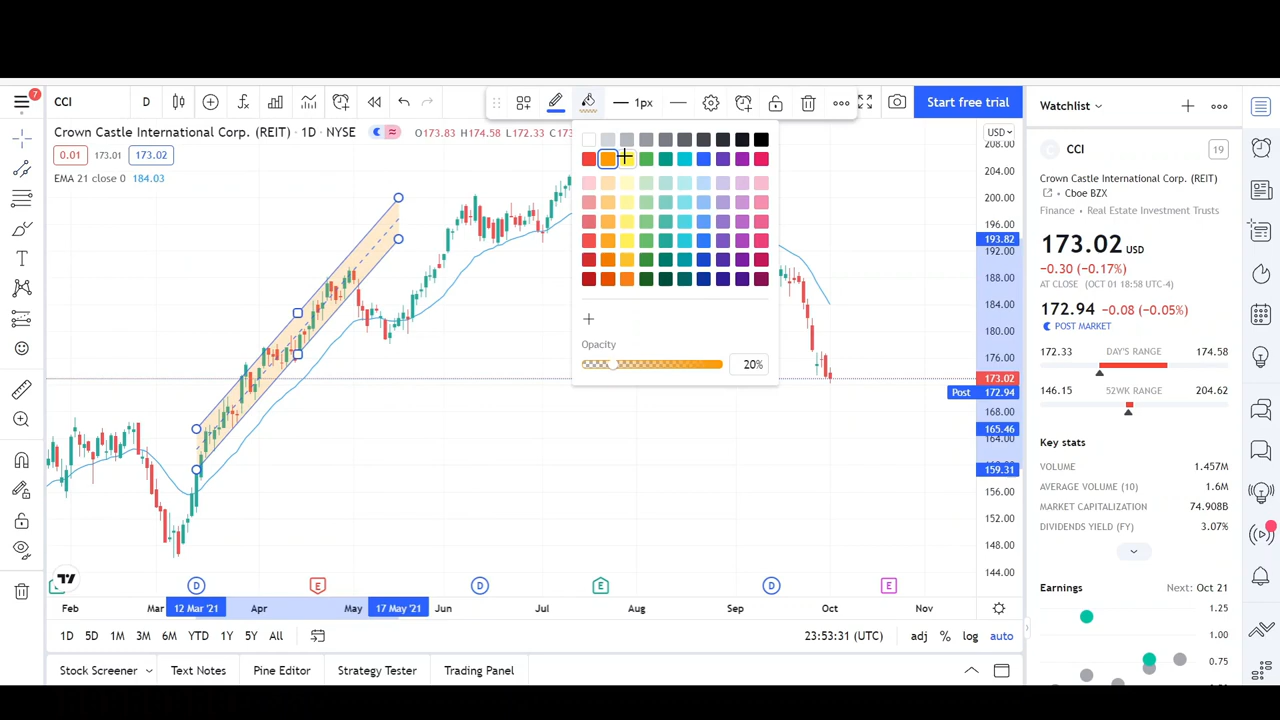 7
CCI
D
1px
Start free trial
Crown Castle International Corp. (REIT) · 1D · NYSE
O173.83 H174.58 L172.33 C173
0.01 173.01 173.02
EMA 21 close 0 184.03
Opacity
20%
USD
208.00
204.00
200.00
196.00
193.82
192.00
188.00
184.00
180.00
176.00
173.02
Post 172.94
168.00
165.46
164.00
159.31
156.00
152.00
148.00
144.00
D E D E D E
Feb Mar 12 Mar '21 Apr May 17 May '21 Jun Jul Aug Sep Oct Nov
1D 5D 1M 3M 6M YTD 1Y 5Y All
23:53:31 (UTC) adj % log auto
Stock Screener Text Notes Pine Editor Strategy Tester Trading Panel
Watchlist
CCI
19
Crown Castle International Corp. (REIT)
Cboe BZX
Finance • Real Estate Investment Trusts
173.02 USD
−0.30 (−0.17%)
AT CLOSE (OCT 01 18:58 UTC-4)
172.94 −0.08 (−0.05%)
POST MARKET
172.33 DAY'S RANGE 174.58
146.15 52WK RANGE 204.62
Key stats
VOLUME 1.457M
AVERAGE VOLUME (10) 1.6M
MARKET CAPITALIZATION 74.908B
DIVIDENDS YIELD (FY) 3.07%
Earnings Next: Oct 21
1.25
1.00
0.75